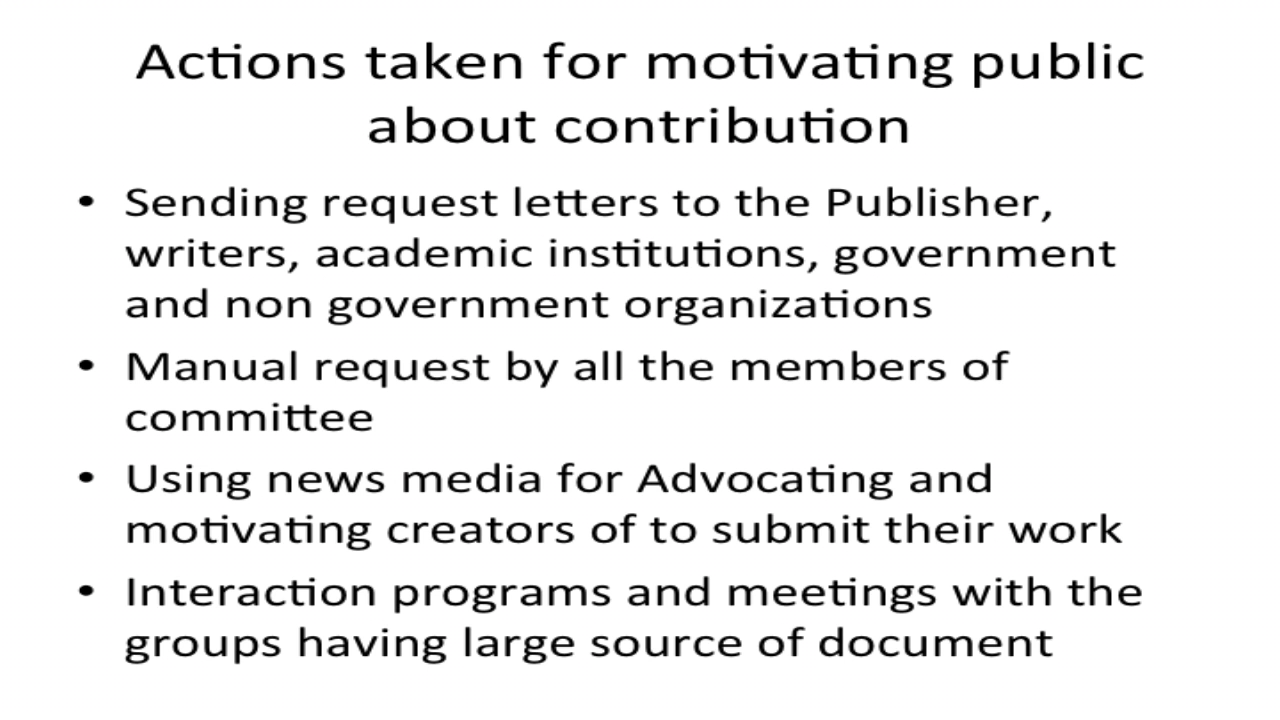 Actions taken for motivating public
about contribution
• Sending request letters to the Publisher,
writers, academic institutions, government
and non government organizations
• Manual request by all the members of
committee
• Using news media for Advocating and
motivating creators of to submit their work
• Interaction programs and meetings with the
groups having large source of document